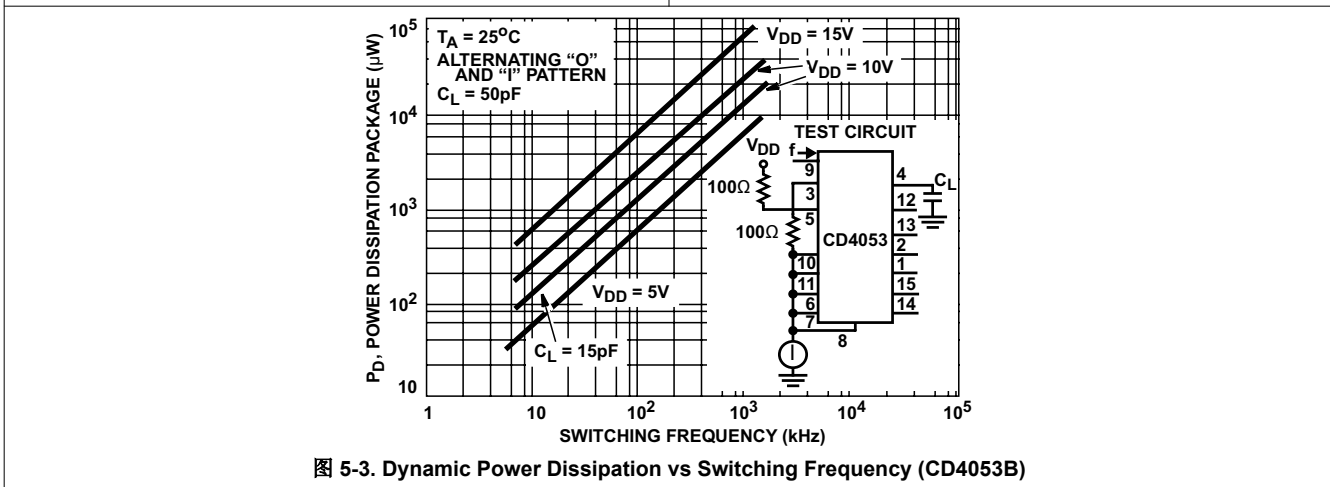 10⁵
10⁴
10³
10²
10
P_D, POWER DISSIPATION PACKAGE (µW)
T_A = 25°C
ALTERNATING “O”
AND “I” PATTERN
C_L = 50pF
V_DD = 15V
V_DD = 10V
V_DD = 5V
C_L = 15pF
TEST CIRCUIT
V_DD
f
100Ω
100Ω
9
3
5
10
11
6
7
8
CD4053
4
C_L
12
13
2
1
15
14
I
1
10
10²
10³
10⁴
10⁵
SWITCHING FREQUENCY (kHz)
图 5-3. Dynamic Power Dissipation vs Switching Frequency (CD4053B)